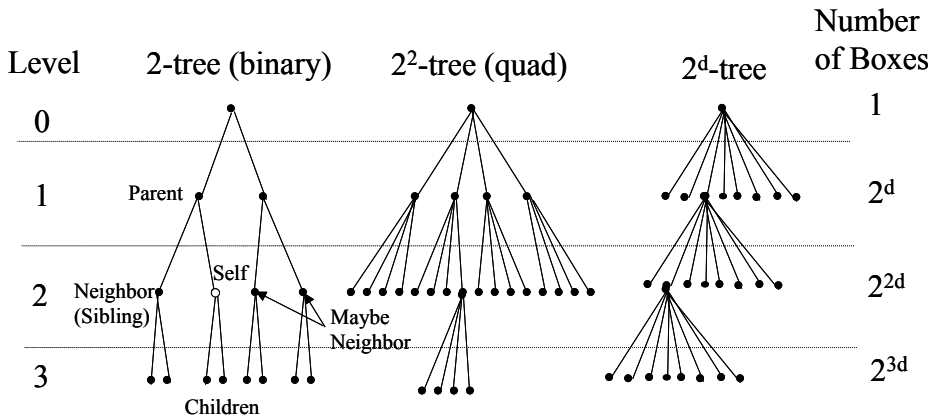 Number
of Boxes
Level
2-tree (binary)
2²-tree (quad)
2ᵈ-tree
0
1
1
Parent
2ᵈ
2
Neighbor
(Sibling)
Self
Maybe
Neighbor
2²ᵈ
3
Children
2³ᵈ